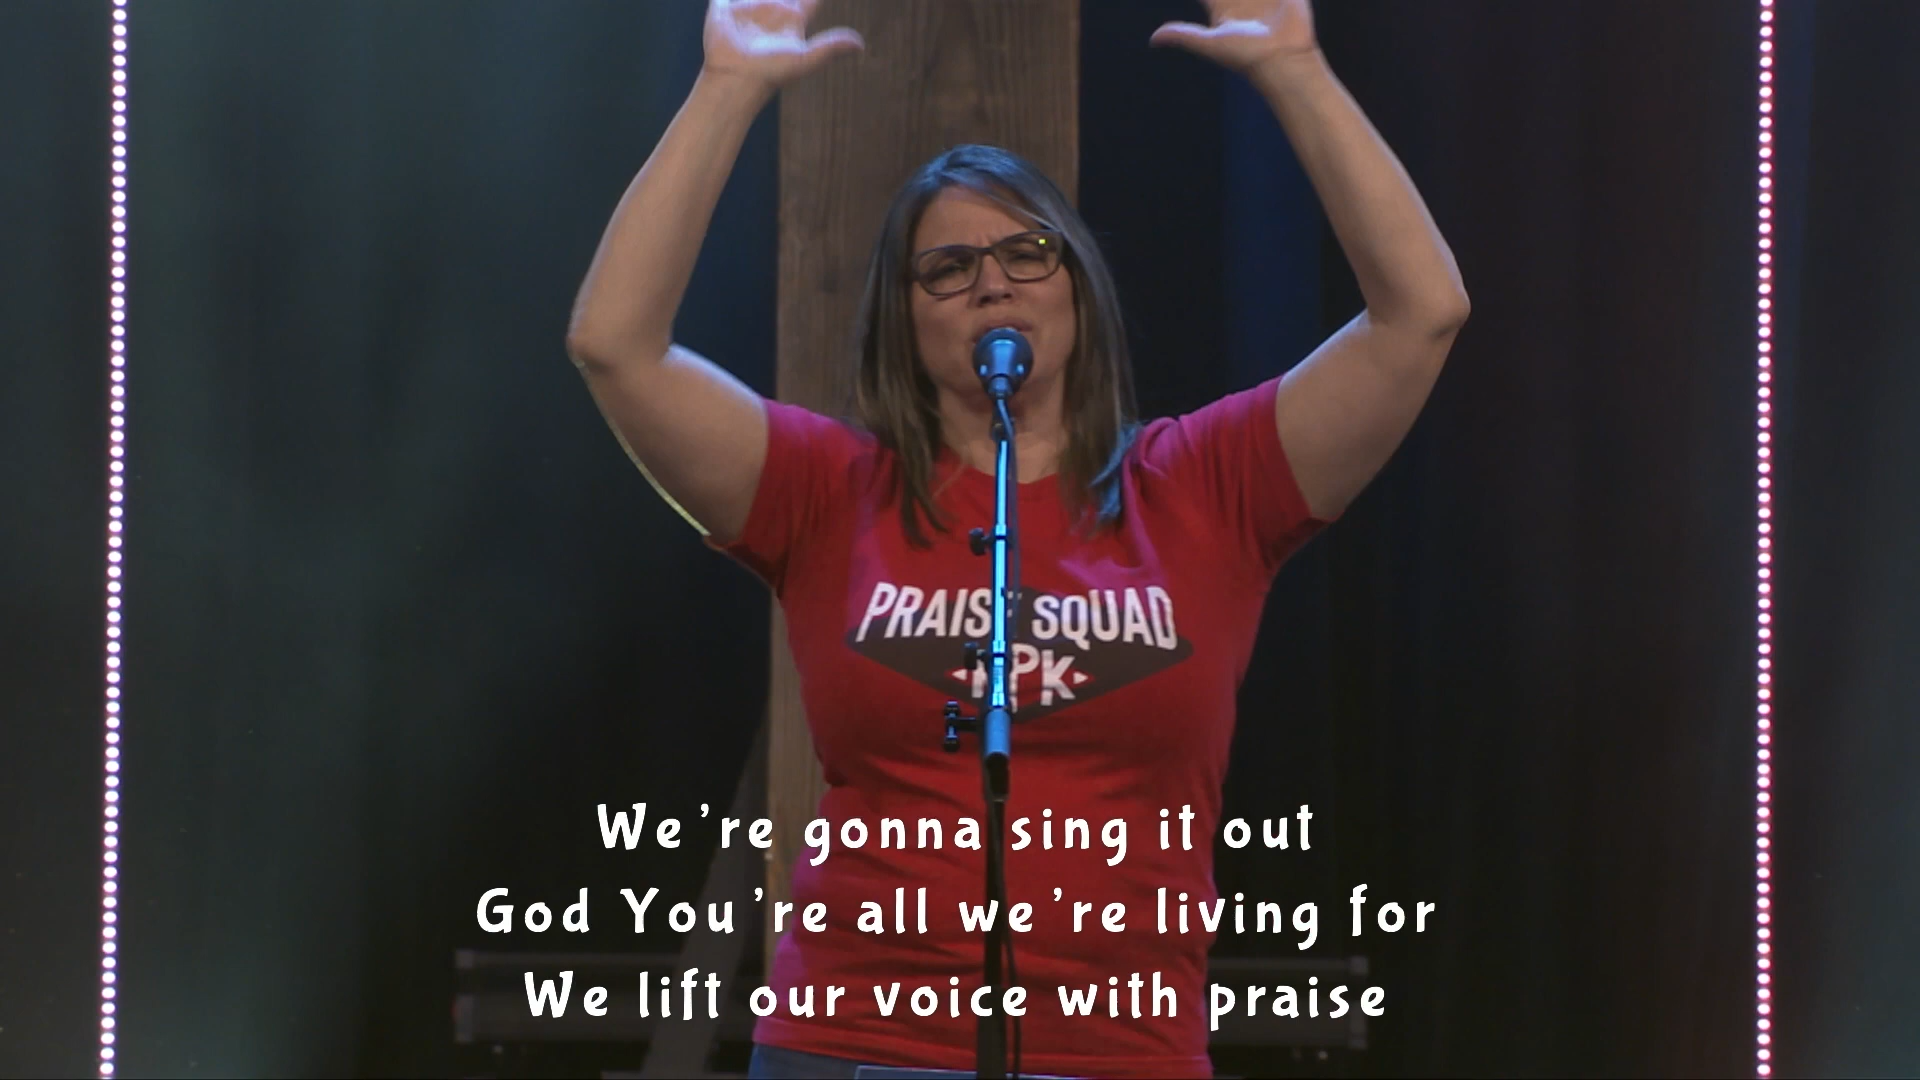 PRAISE SQUAD
We're gonna sing it out
God You're all we're living for
We lift our voice with praise